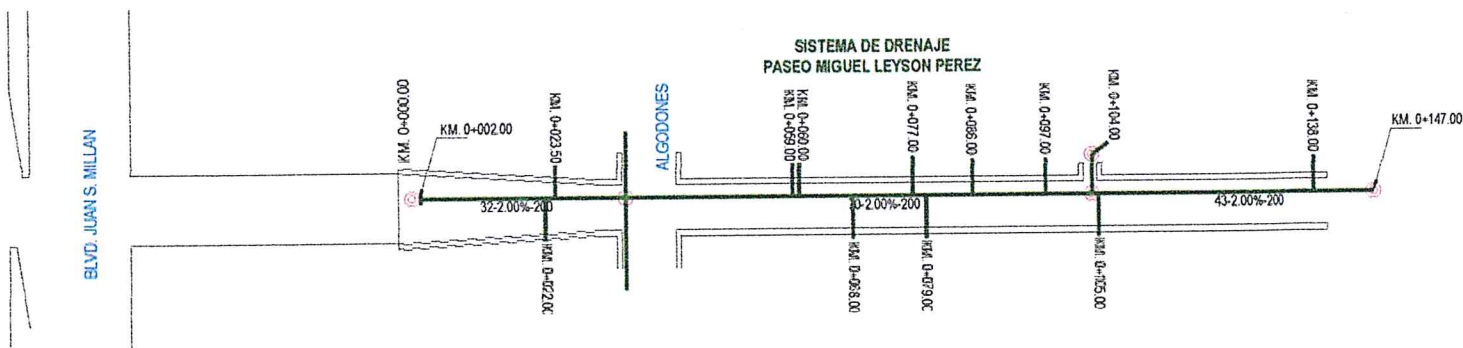 SISTEMA DE DRENAJE
PASEO MIGUEL LEYSON PEREZ
BLVD. JUAN S. MILLAN
KM. 0+000.00
KM. 0+002.00
KM. 0+023.50
ALGODONES
KM. 0+059.00
KM. 0+060.00
KM. 0+077.00
KM. 0+086.00
KM. 0+097.00
KM. 0+104.00
KM. 0+138.00
KM. 0+147.00
32-2.00%-200
43-2.00%-200
KM. 0+022.00
KM. 0+068.00
KM. 0+079.00
KM. 0+105.00